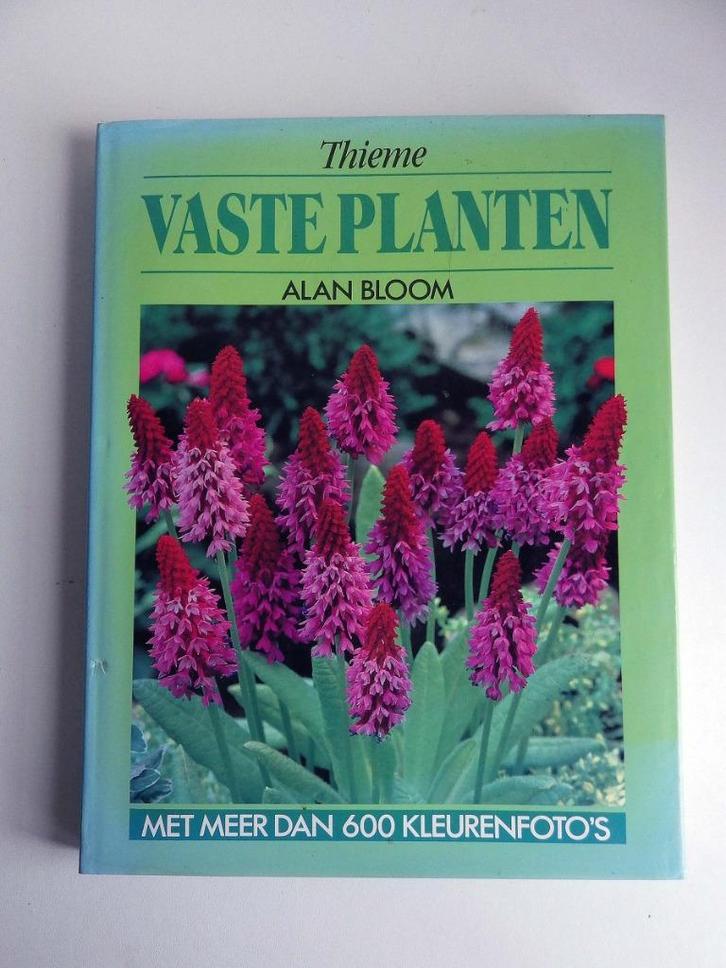 Thieme
VASTE PLANTEN
ALAN BLOOM
MET MEER DAN 600 KLEURENFOTO'S